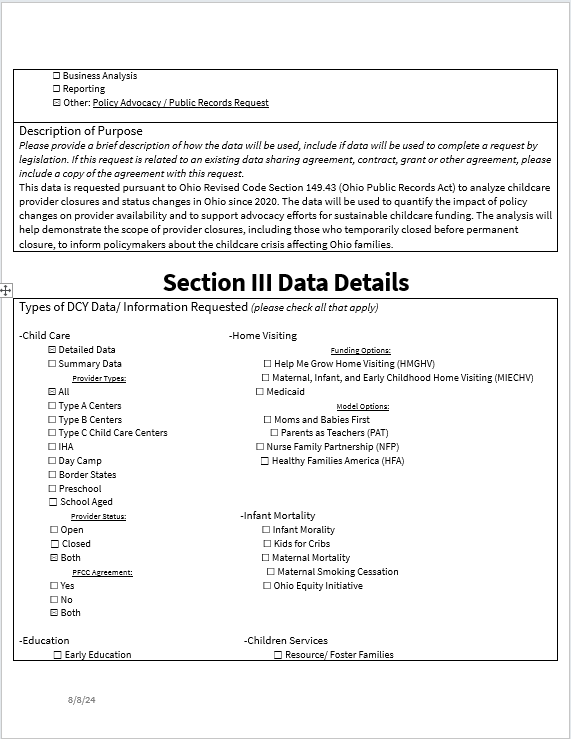 ☐ Business Analysis
☐ Reporting
☒ Other: Policy Advocacy / Public Records Request
Description of Purpose
Please provide a brief description of how the data will be used, include if data will be used to complete a request by
legislation. If this request is related to an existing data sharing agreement, contract, grant or other agreement, please
include a copy of the agreement with this request.
This data is requested pursuant to Ohio Revised Code Section 149.43 (Ohio Public Records Act) to analyze childcare
provider closures and status changes in Ohio since 2020. The data will be used to quantify the impact of policy
changes on provider availability and to support advocacy efforts for sustainable childcare funding. The analysis will
help demonstrate the scope of provider closures, including those who temporarily closed before permanent
closure, to inform policymakers about the childcare crisis affecting Ohio families.
Section III Data Details
Types of DCY Data/ Information Requested (please check all that apply)
-Child Care
☒ Detailed Data
☐ Summary Data
Provider Types:
☒ All
☐ Type A Centers
☐ Type B Centers
☐ Type C Child Care Centers
☐ IHA
☐ Day Camp
☐ Border States
☐ Preschool
☐ School Aged
Provider Status:
☐ Open
☐ Closed
☒ Both
PFCC Agreement:
☐ Yes
☐ No
☒ Both
-Home Visiting
Funding Options:
☐ Help Me Grow Home Visiting (HMGHV)
☐ Maternal, Infant, and Early Childhood Home Visiting (MIECHV)
☐ Medicaid
Model Options:
☐ Moms and Babies First
☐ Parents as Teachers (PAT)
☐ Nurse Family Partnership (NFP)
☐ Healthy Families America (HFA)
-Infant Mortality
☐ Infant Morality
☐ Kids for Cribs
☐ Maternal Mortality
☐ Maternal Smoking Cessation
☐ Ohio Equity Initiative
-Education
☐ Early Education
-Children Services
☐ Resource/ Foster Families
8/8/24